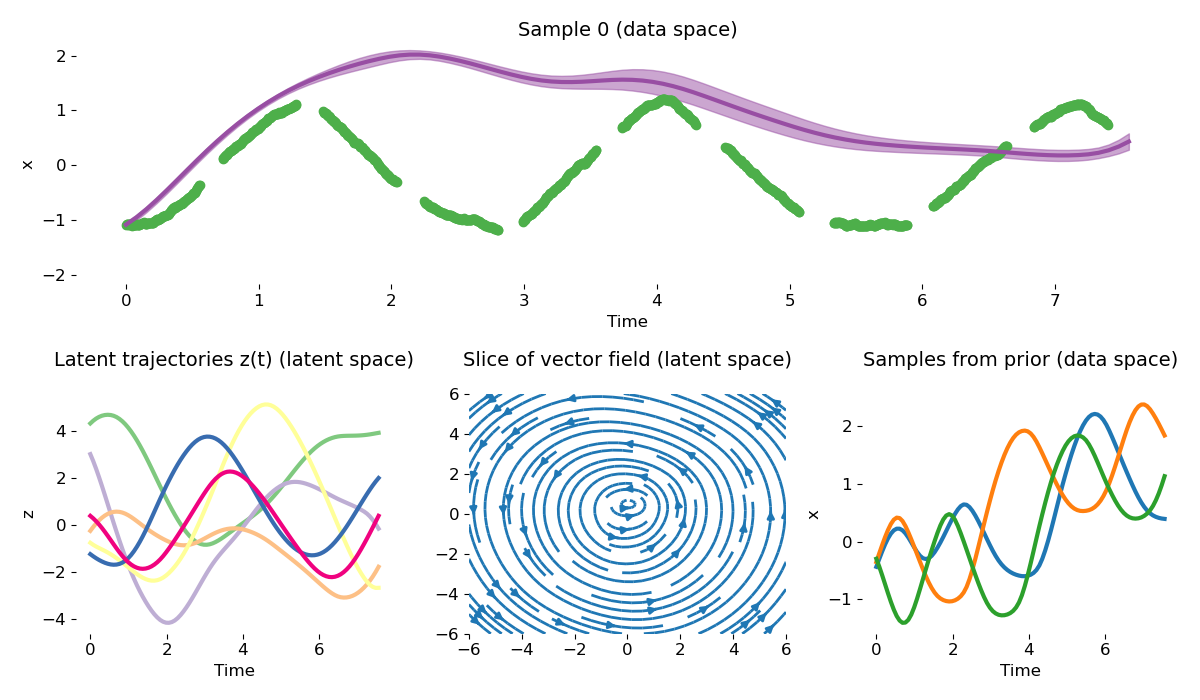 Sample 0 (data space)
2
1
0
−1
−2
x
0 1 2 3 4 5 6 7
Time
Latent trajectories z(t) (latent space)
4
2
0
−2
−4
z
0 2 4 6
Time
Slice of vector field (latent space)
6
4
2
0
−2
−4
−6
−6 −4 −2 0 2 4 6
Samples from prior (data space)
2
1
0
−1
x
0 2 4 6
Time